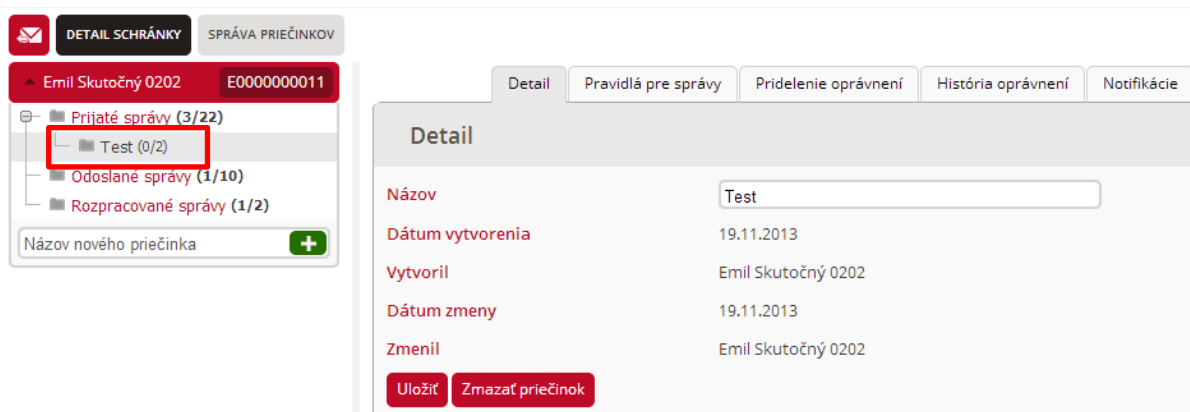 DETAIL SCHRÁNKY SPRÁVA PRIEČINKOV
Emil Skutočný 0202 E0000000011
Prijaté správy (3/22)
Test (0/2)
Odoslané správy (1/10)
Rozpracované správy (1/2)
Názov nového priečinka
Detail Pravidlá pre správy Pridelenie oprávnení História oprávnení Notifikácie
Detail
Názov Test
Dátum vytvorenia 19.11.2013
Vytvoril Emil Skutočný 0202
Dátum zmeny 19.11.2013
Zmenil Emil Skutočný 0202
Uložiť Zmazať priečinok